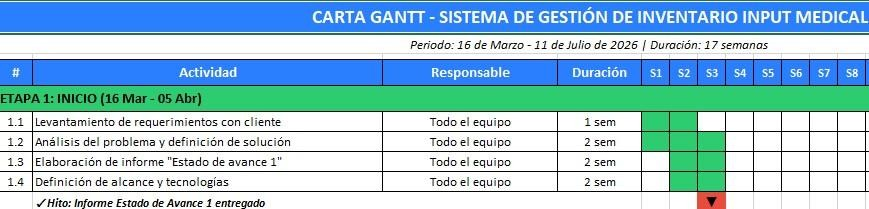 CARTA GANTT - SISTEMA DE GESTIÓN DE INVENTARIO INPUT MEDICAL
Periodo: 16 de Marzo - 11 de Julio de 2026 | Duración: 17 semanas
# Actividad Responsable Duración S1 S2 S3 S4 S5 S6 S7 S8
ETAPA 1: INICIO (16 Mar - 05 Abr)
1.1 Levantamiento de requerimientos con cliente Todo el equipo 1 sem
1.2 Análisis del problema y definición de solución Todo el equipo 2 sem
1.3 Elaboración de informe "Estado de avance 1" Todo el equipo 2 sem
1.4 Definición de alcance y tecnologías Todo el equipo 2 sem
✓Hito: Informe Estado de Avance 1 entregado ▼